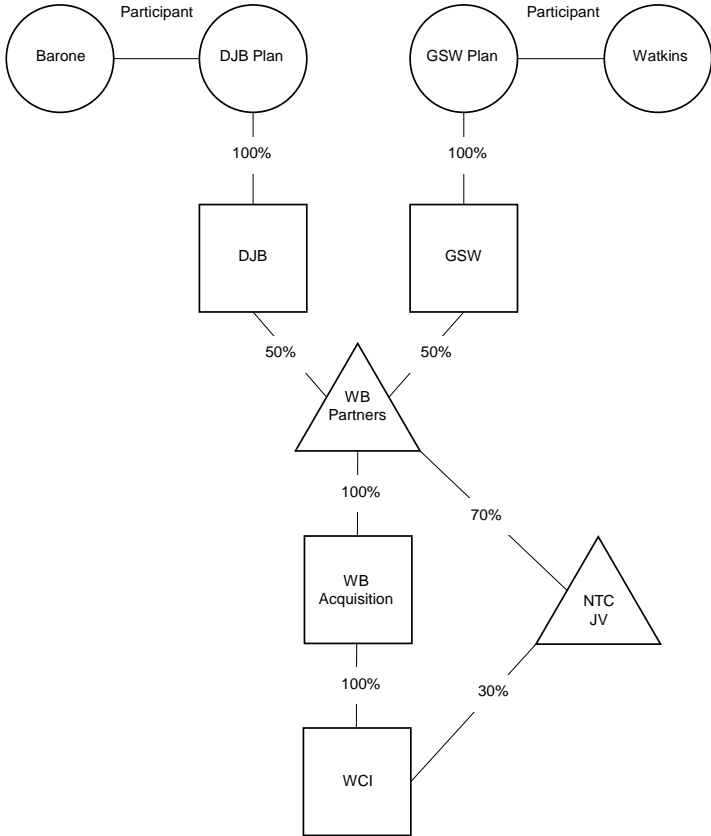 Participant
Participant
Barone
DJB Plan
GSW Plan
Watkins
100%
100%
DJB
GSW
50%
50%
WB
Partners
100%
70%
WB
Acquisition
NTC
JV
100%
30%
WCI